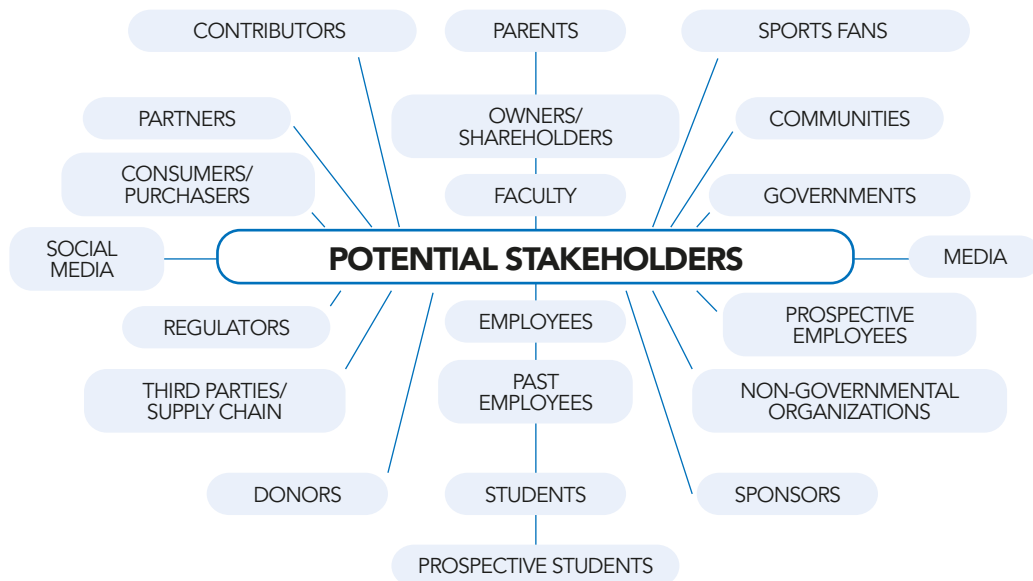 CONTRIBUTORS
PARENTS
SPORTS FANS
PARTNERS
OWNERS/
SHAREHOLDERS
COMMUNITIES
CONSUMERS/
PURCHASERS
FACULTY
GOVERNMENTS
SOCIAL
MEDIA
POTENTIAL STAKEHOLDERS
MEDIA
REGULATORS
EMPLOYEES
PROSPECTIVE
EMPLOYEES
THIRD PARTIES/
SUPPLY CHAIN
PAST
EMPLOYEES
NON-GOVERNMENTAL
ORGANIZATIONS
DONORS
STUDENTS
SPONSORS
PROSPECTIVE STUDENTS